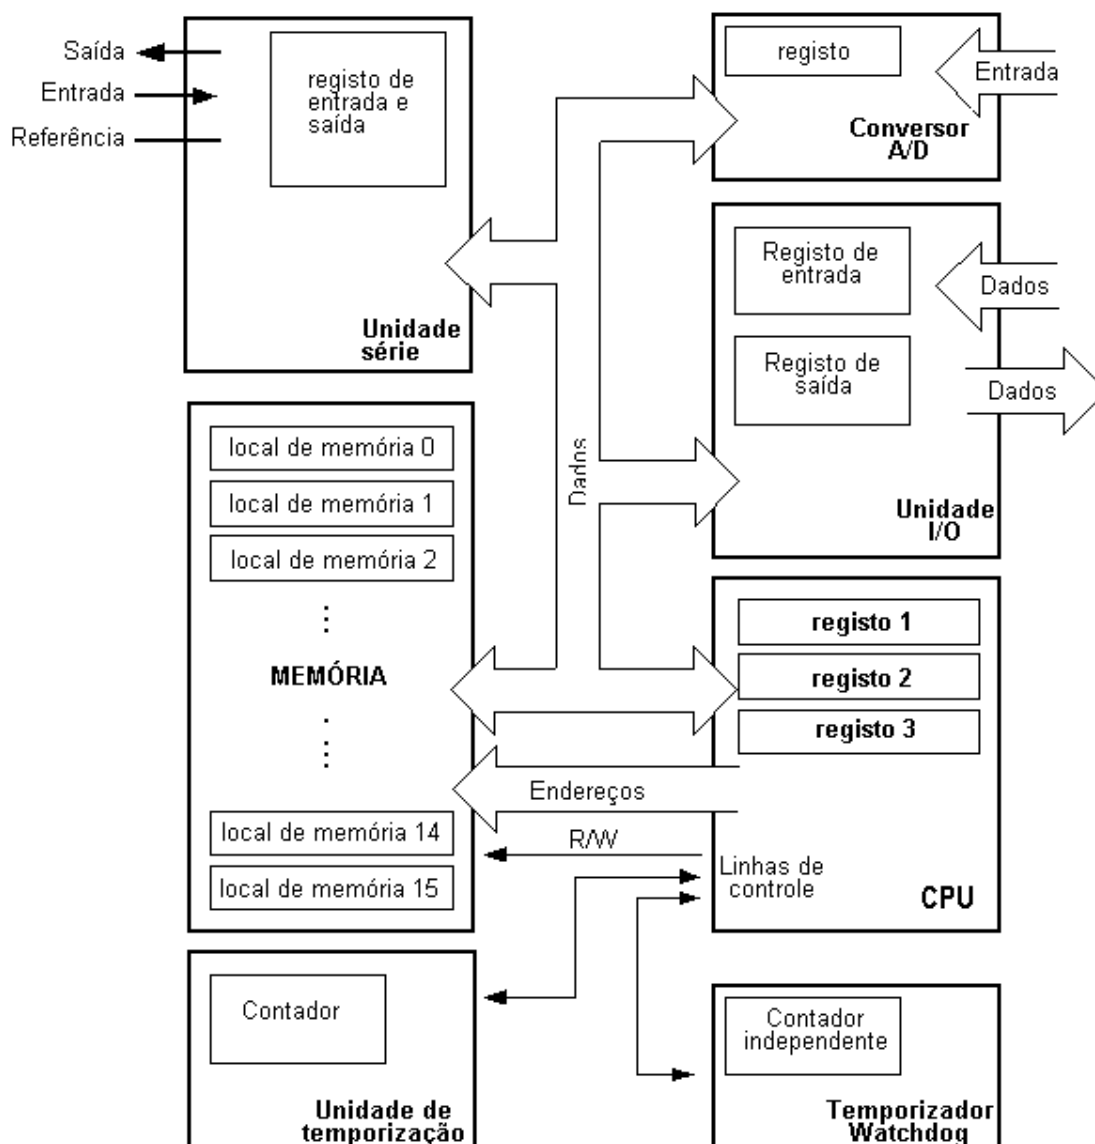 Saída
Entrada
Referência
registo de
entrada e
saída
Unidade
série
registo
Entrada
Conversor
A/D
Registo de
entrada
Dados
Registo de
saída
Dados
Unidade
I/O
Dados
local de memória 0
local de memória 1
local de memória 2
MEMÓRIA
local de memória 14
local de memória 15
registo 1
registo 2
registo 3
Endereços
R/W
Linhas de
controle
CPU
Contador
Unidade de
temporização
Contador
independente
Temporizador
Watchdog